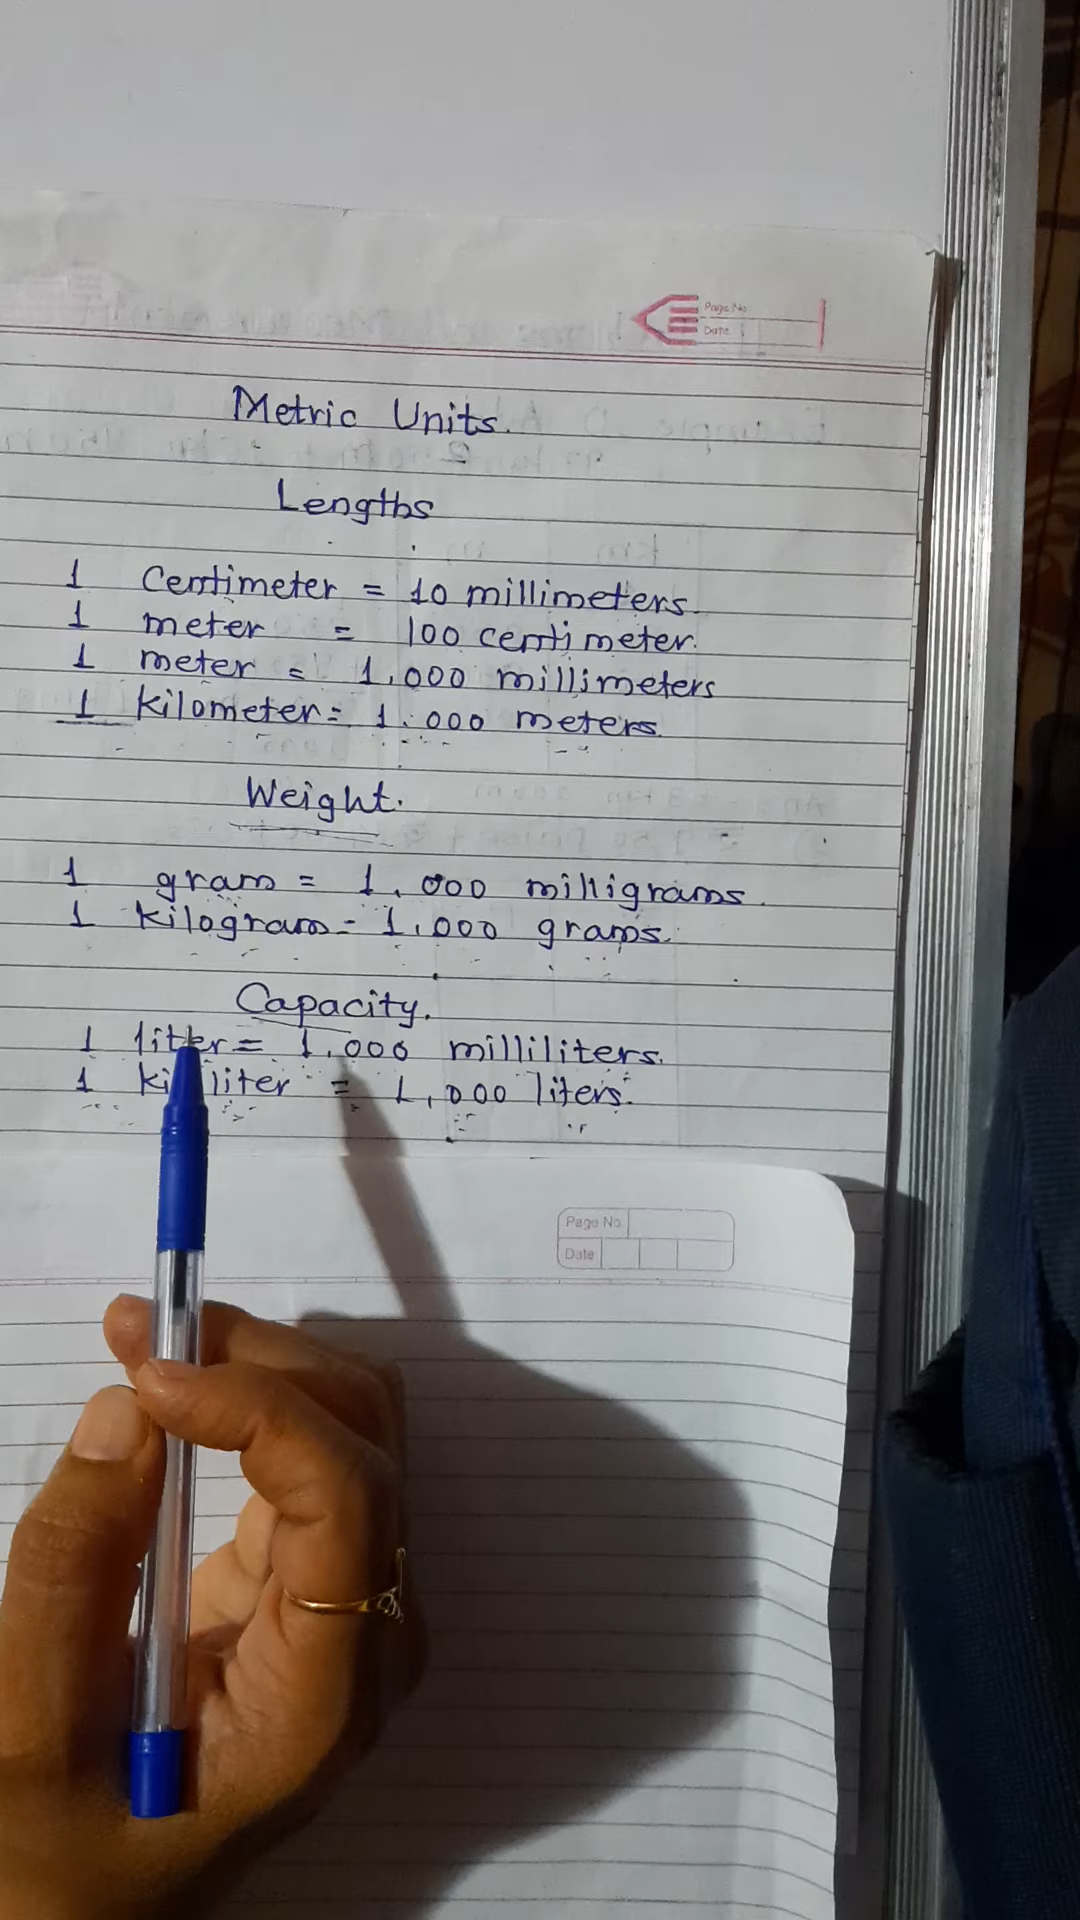 Page No.
Date
Metric Units.
Lengths
1 Centimeter = 10 millimeters.
1 meter = 100 centimeter.
1 meter = 1,000 millimeters
1 kilometer = 1,000 meters.
Weight.
1 gram = 1,000 milligrams.
1 kilogram = 1,000 grams.
Capacity.
1 liter = 1,000 milliliters.
1 liter = 1,000 liters.
Page No.
Date